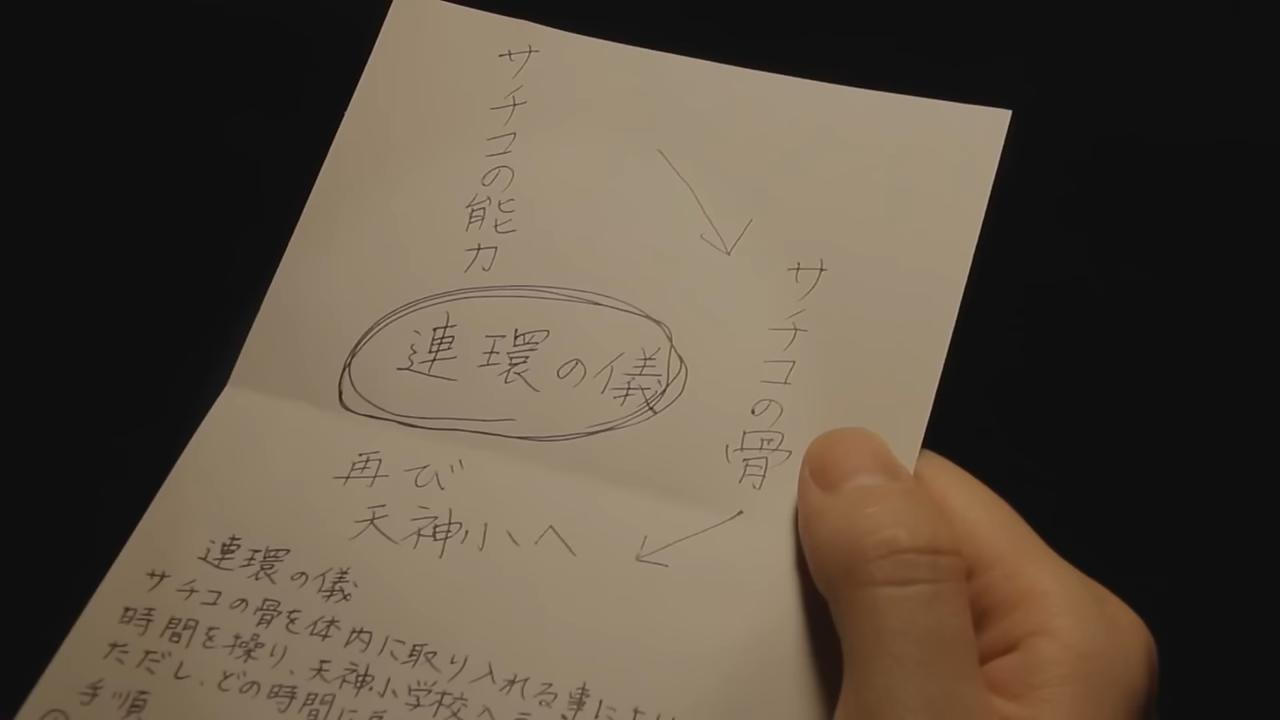 サチコの能力
サチコの骨
連環の儀
再び
天神小へ
連環の儀
サチコの骨を体内に取り入れる事により
時間を操り、天神小学校へ
ただし、どの時間に
手順
①